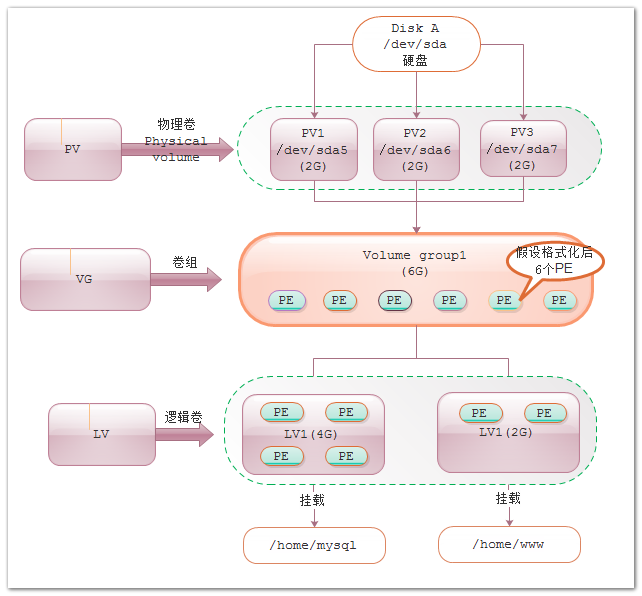 Disk A
/dev/sda
硬盘
PV
物理卷
Physical
volume
PV1
/dev/sda5
(2G)
PV2
/dev/sda6
(2G)
PV3
/dev/sda7
(2G)
VG
卷组
Volume group1
(6G)
假设格式化后
6个PE
PE
PE
PE
PE
PE
PE
LV
逻辑卷
PE
PE
LV1(4G)
PE
PE
PE
PE
LV1(2G)
挂载
挂载
/home/mysql
/home/www